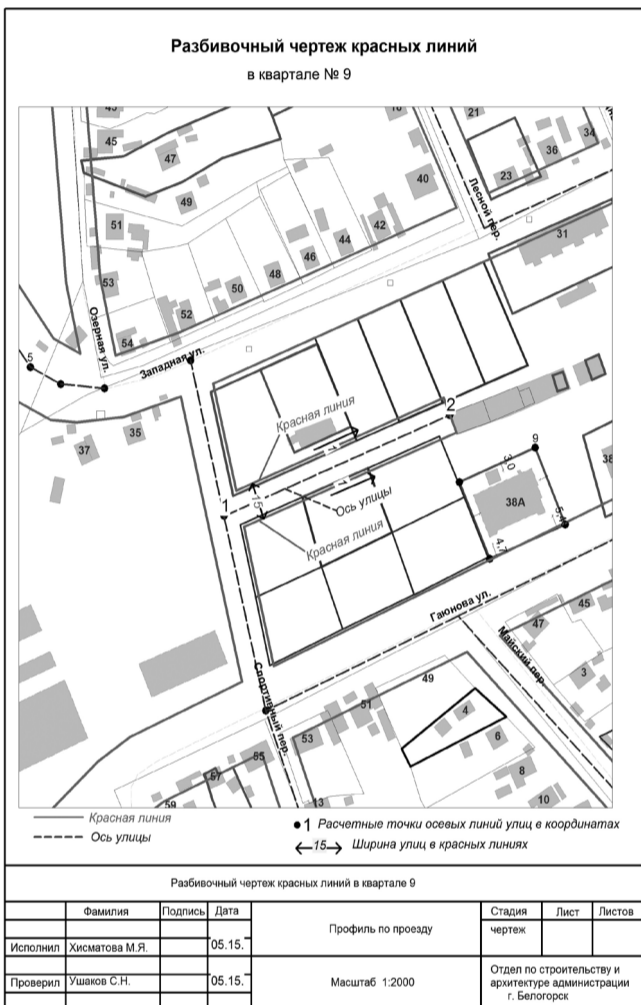 Разбивочный чертеж красных линий
в квартале № 9
45
47
49
51
53
54
52
50
48
46
44
42
40
21
23
36
34
31
Лесной пер.
Озерная ул.
Западная ул.
5
37
35
Красная линия
2
1
15
Ось улицы
Красная линия
9
3,0
38А
4,7
38
Гаюнова ул.
Майский пер.
Спортивный пер.
47
45
3
49
51
53
55
57
59
13
4
6
8
10
Красная линия
Ось улицы
1 Расчетные точки осевых линий улиц в координатах
15 Ширина улиц в красных линиях
Разбивочный чертеж красных линий в квартале 9
Фамилия Подпись Дата
Исполнил Хисматова М.Я. 05.15.
Проверил Ушаков С.Н. 05.15.
Профиль по проезду
Масштаб 1:2000
Стадия Лист Листов
чертеж
Отдел по строительству и
архитектуре администрации
г. Белогорск